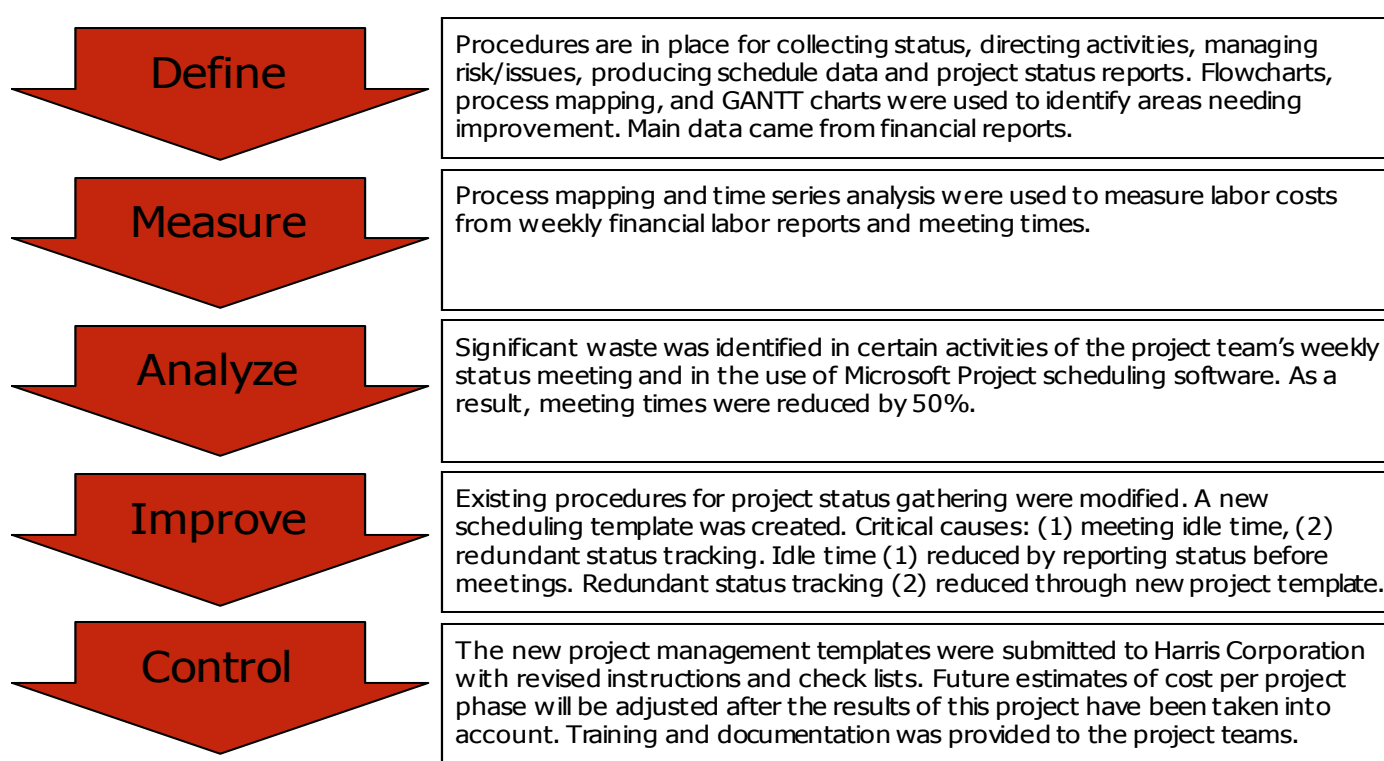 Define
Procedures are in place for collecting status, directing activities, managing
risk/issues, producing schedule data and project status reports. Flowcharts,
process mapping, and GANTT charts were used to identify areas needing
improvement. Main data came from financial reports.
Measure
Process mapping and time series analysis were used to measure labor costs
from weekly financial labor reports and meeting times.
Analyze
Significant waste was identified in certain activities of the project team's weekly
status meeting and in the use of Microsoft Project scheduling software. As a
result, meeting times were reduced by 50%.
Improve
Existing procedures for project status gathering were modified. A new
scheduling template was created. Critical causes: (1) meeting idle time, (2)
redundant status tracking. Idle time (1) reduced by reporting status before
meetings. Redundant status tracking (2) reduced through new project template.
Control
The new project management templates were submitted to Harris Corporation
with revised instructions and check lists. Future estimates of cost per project
phase will be adjusted after the results of this project have been taken into
account. Training and documentation was provided to the project teams.